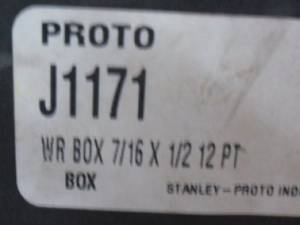 PROTO
J1171
WR BOX 7/16 X 1/2 12 PT
BOX STANLEY-PROTO IND